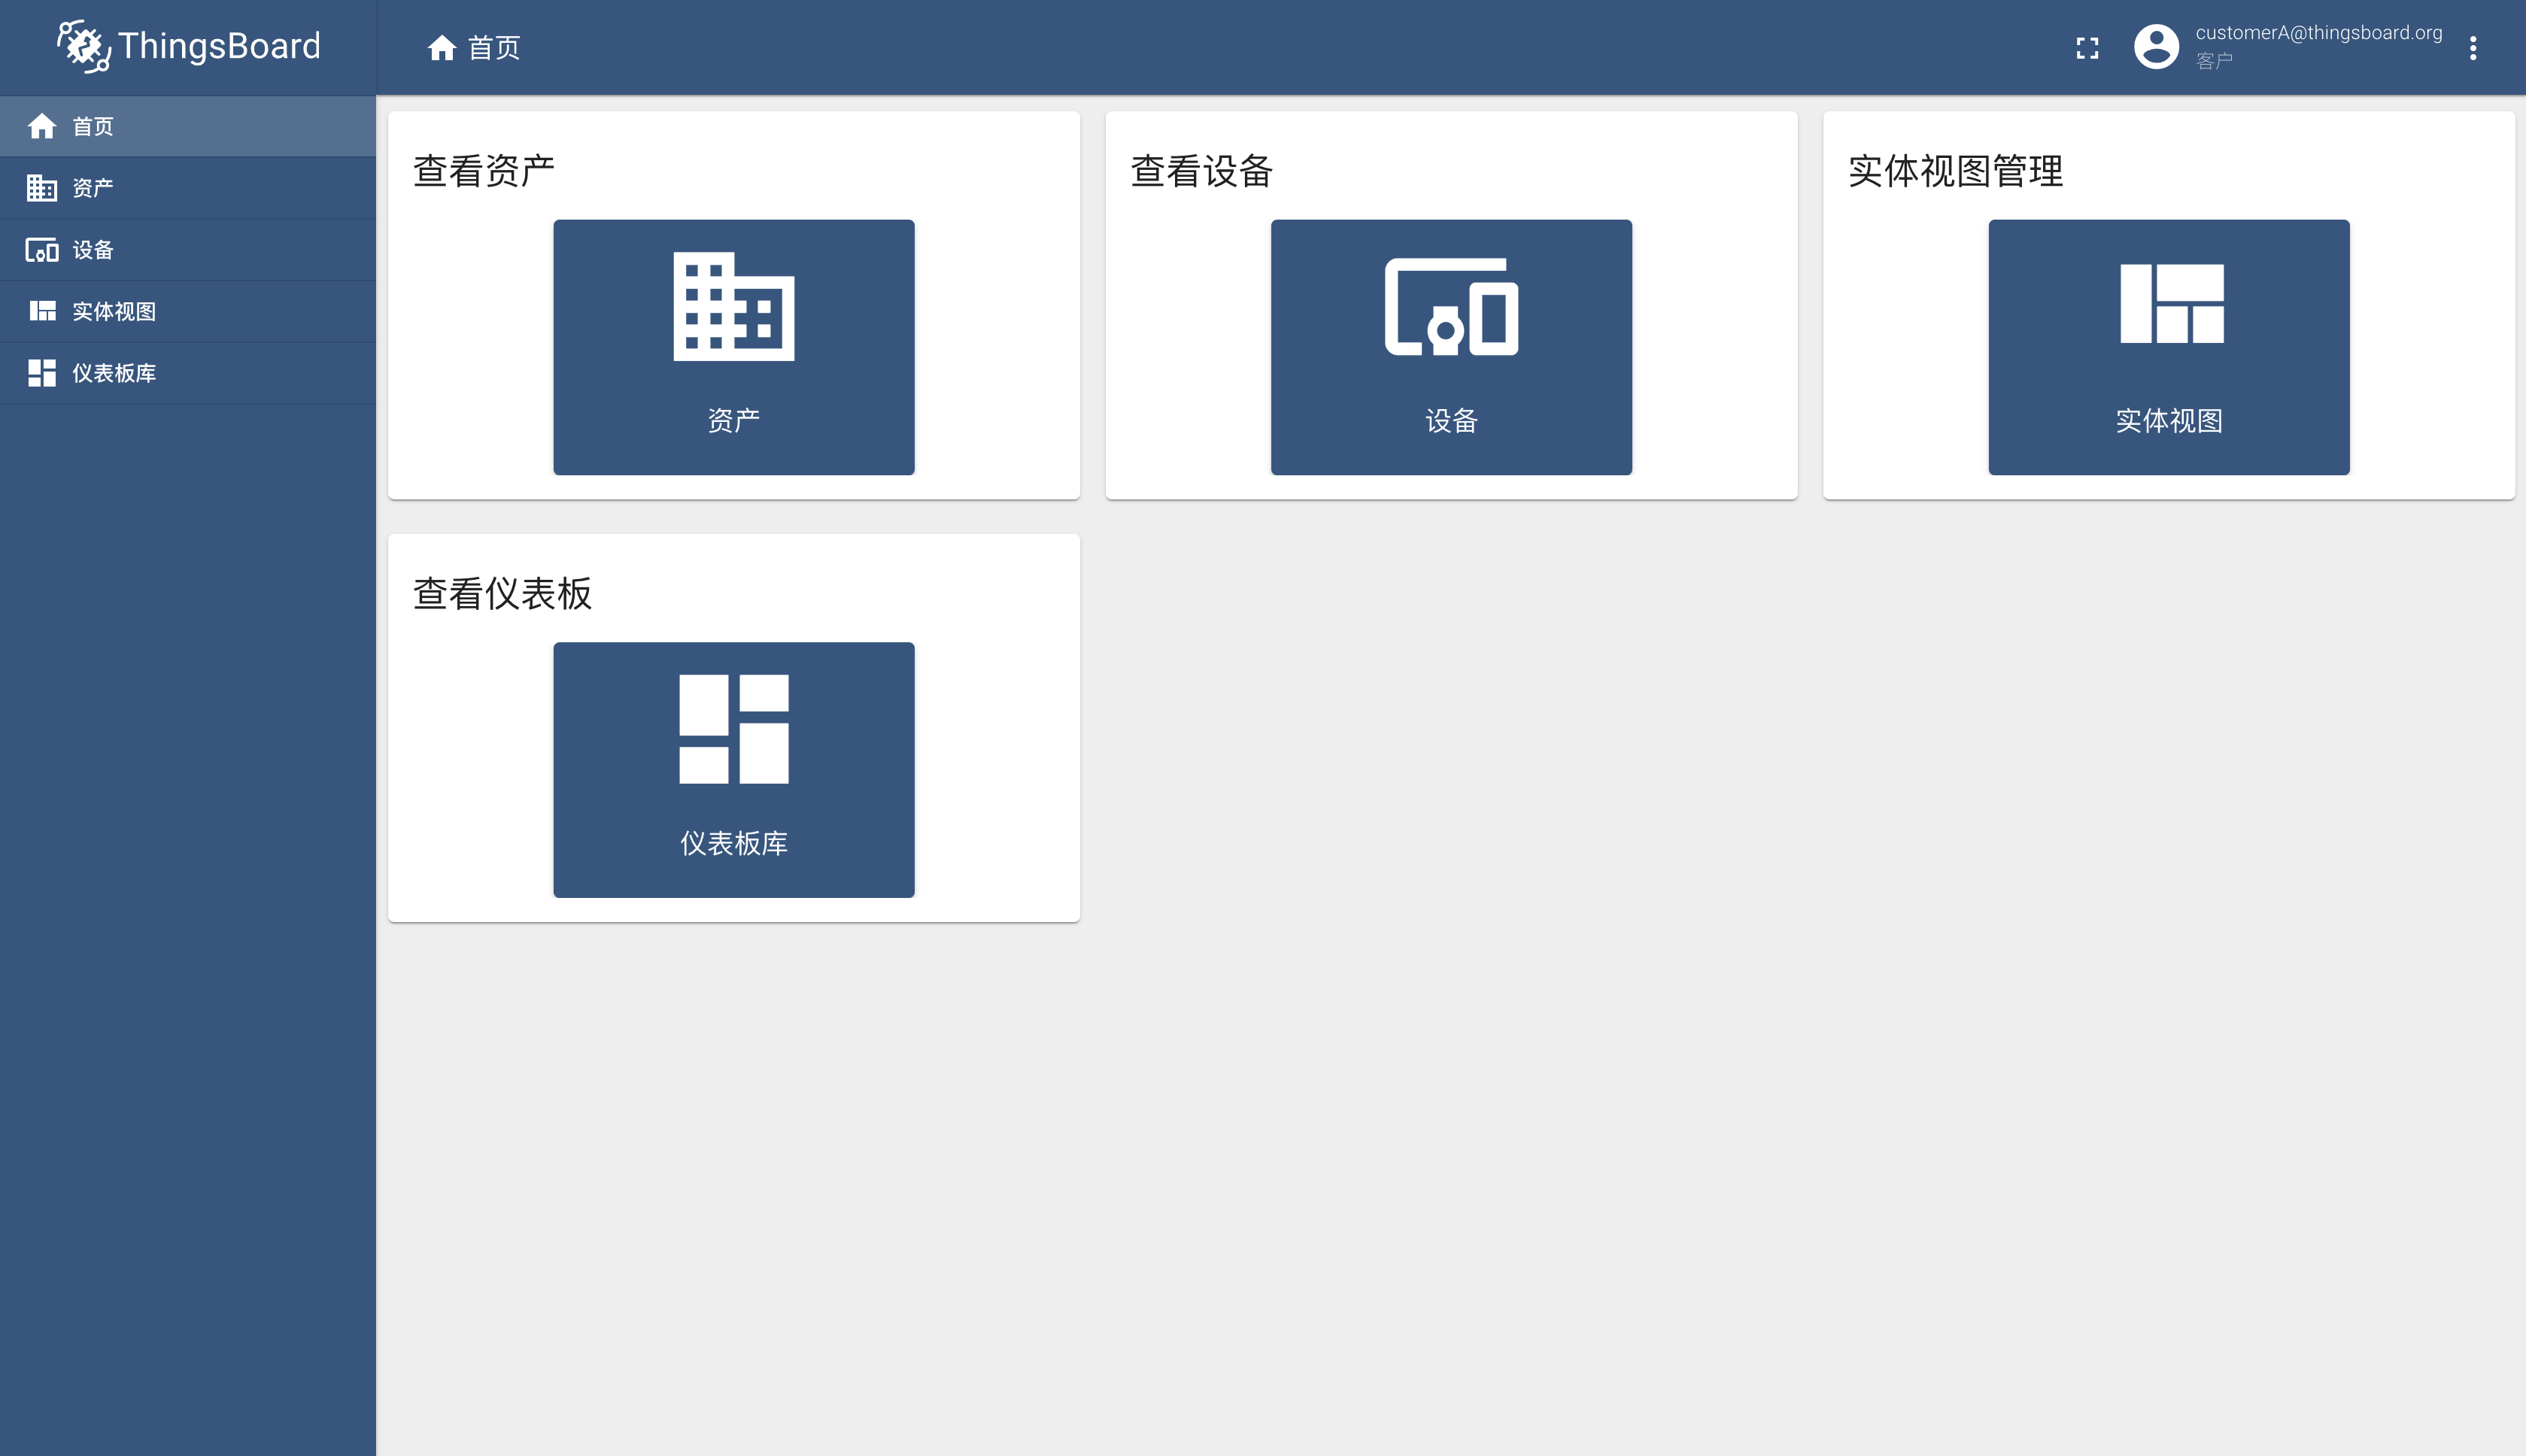 ThingsBoard
首页
customerA@thingsboard.org
客户
首页
资产
设备
实体视图
仪表板库
查看资产
资产
查看设备
设备
实体视图管理
实体视图
查看仪表板
仪表板库